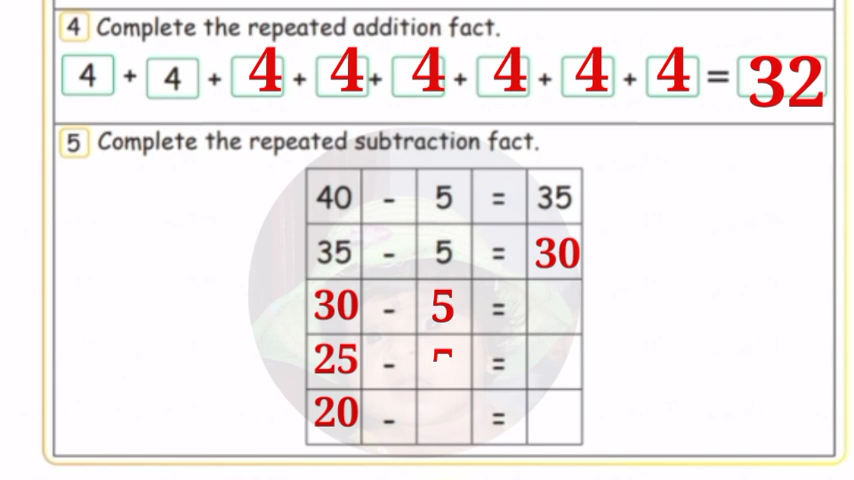 4 Complete the repeated addition fact.
4 + 4 + 4 + 4 + 4 + 4 + 4 + 4 = 32
5 Complete the repeated subtraction fact.
40 - 5 = 35
35 - 5 = 30
30 - 5 =
25 - =
20 - =